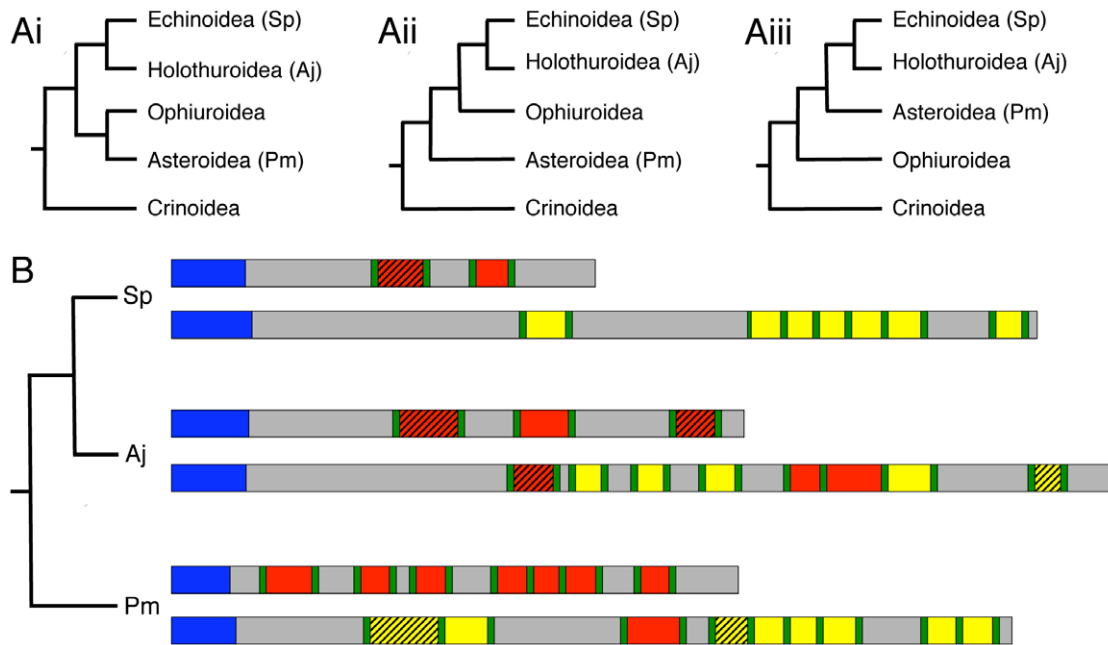 Ai
Echinoidea (Sp)
Holothuroidea (Aj)
Ophiuroidea
Asteroidea (Pm)
Crinoidea
Aii
Echinoidea (Sp)
Holothuroidea (Aj)
Ophiuroidea
Asteroidea (Pm)
Crinoidea
Aiii
Echinoidea (Sp)
Holothuroidea (Aj)
Asteroidea (Pm)
Ophiuroidea
Crinoidea
B
Sp
Aj
Pm